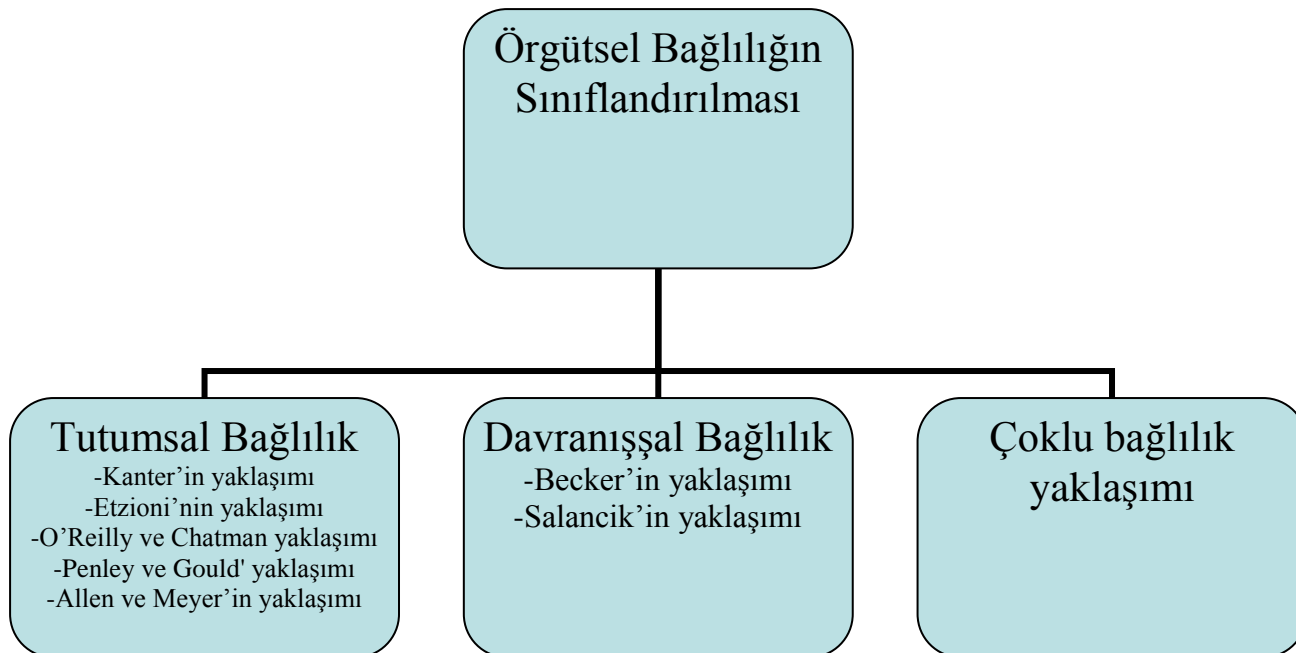 Örgütsel Bağlılığın
Sınıflandırılması
Tutumsal Bağlılık
-Kanter’in yaklaşımı
-Etzioni’nin yaklaşımı
-O’Reilly ve Chatman yaklaşımı
-Penley ve Gould' yaklaşımı
-Allen ve Meyer’in yaklaşımı
Davranışşal Bağlılık
-Becker’in yaklaşımı
-Salancik’in yaklaşımı
Çoklu bağlılık
yaklaşımı